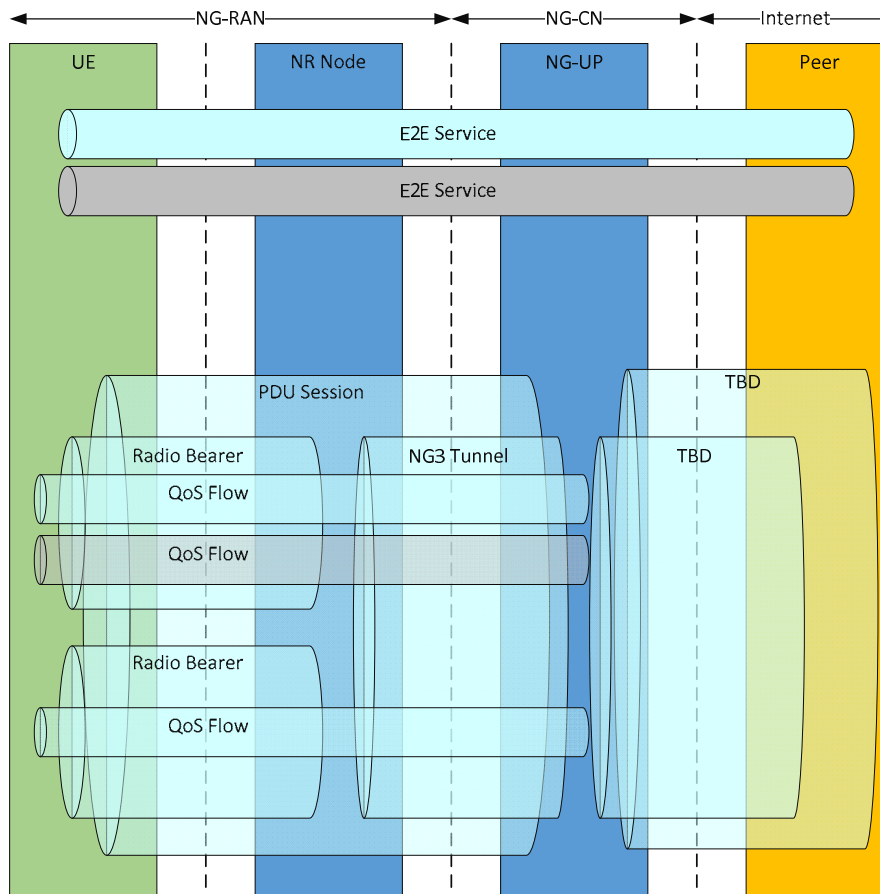 NG-RAN NG-CN Internet
UE NR Node NG-UP Peer
E2E Service
E2E Service
TBD
PDU Session
Radio Bearer NG3 Tunnel TBD
QoS Flow
QoS Flow
Radio Bearer
QoS Flow